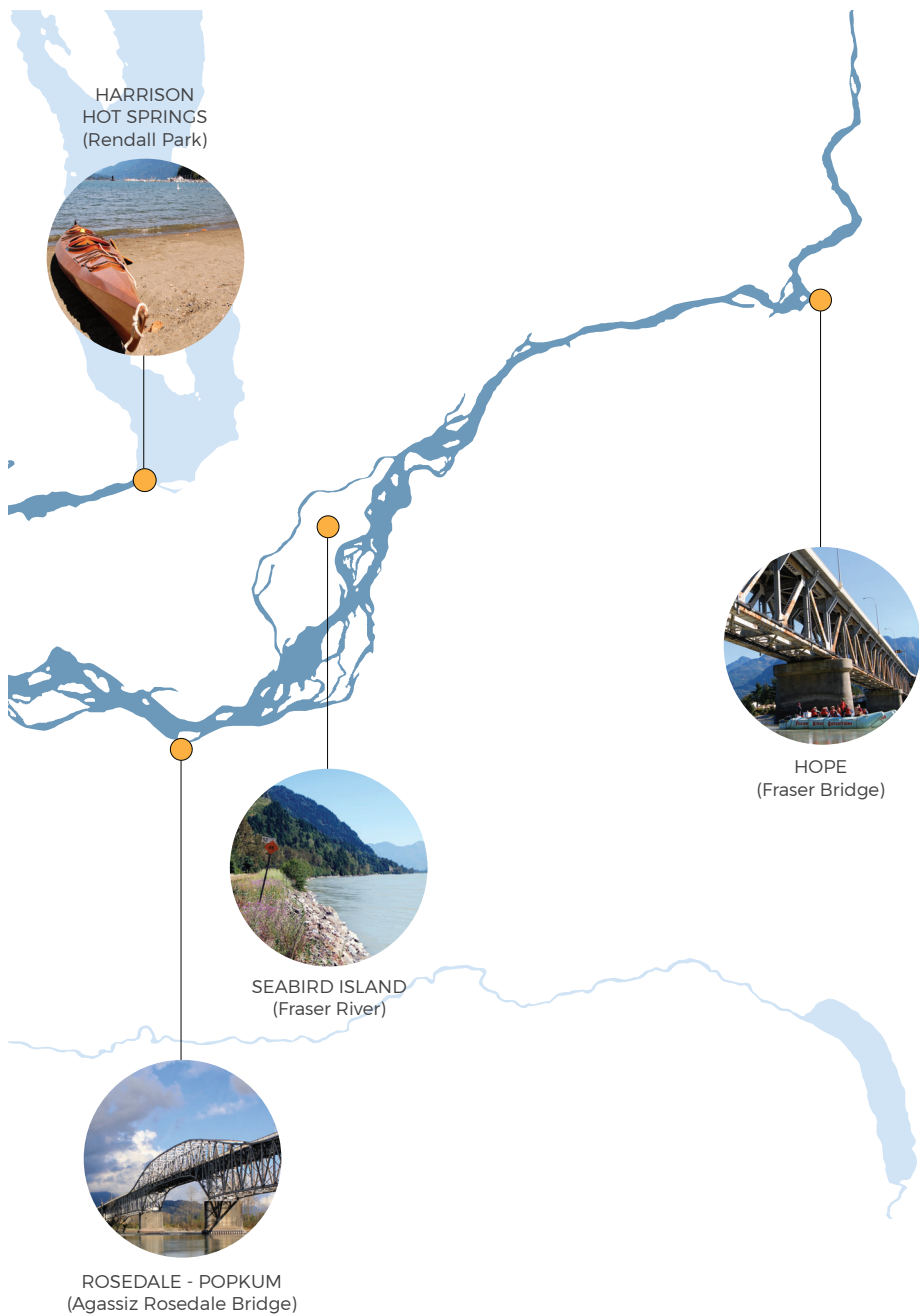 HARRISON
HOT SPRINGS
(Rendall Park)
HOPE
(Fraser Bridge)
SEABIRD ISLAND
(Fraser River)
ROSEDALE - POPKUM
(Agassiz Rosedale Bridge)